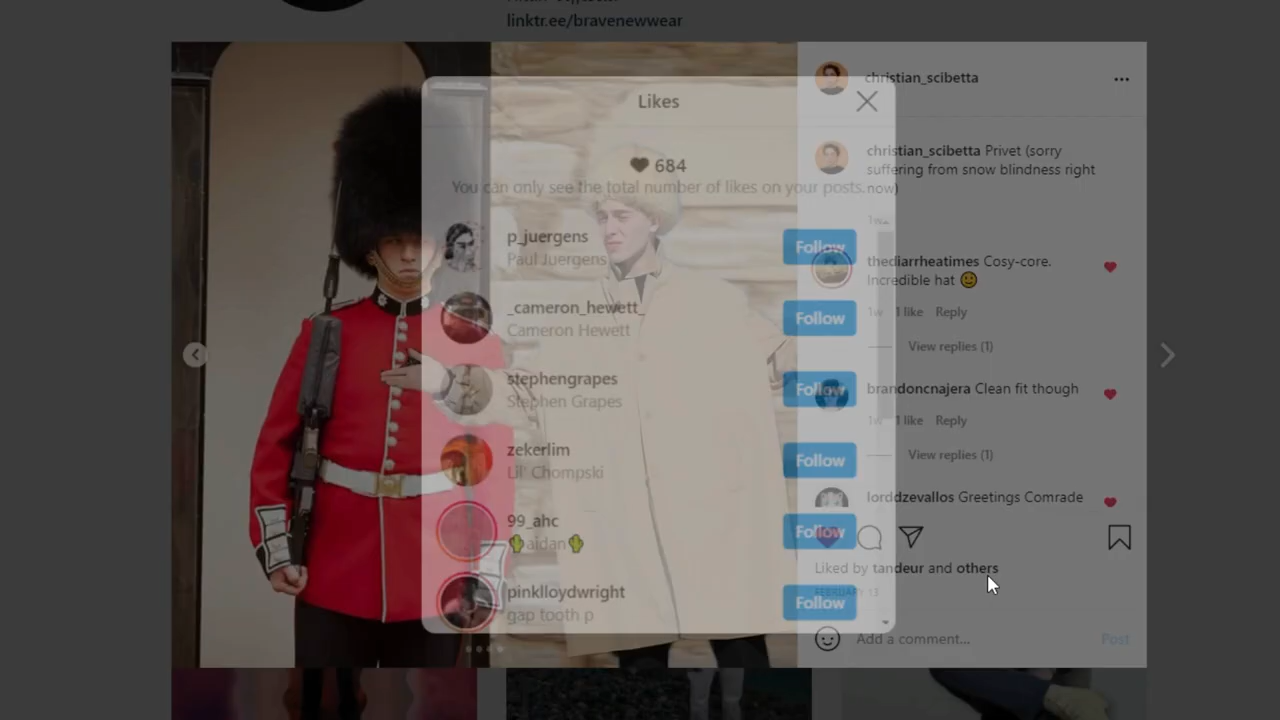 linktr.ee/bravenewwear
christian_scibetta
Likes
684
You can only see the total number of likes on your posts.
p_juergens
Paul Juergens
Follow
_cameron_hewett_
Cameron Hewett
Follow
stephengrapes
Stephen Grapes
Follow
zekerlim
Lil' Chompski
Follow
99_ahc
🌵aidan🌵
Follow
pinklloydwright
gap tooth p
Follow
christian_scibetta Privet (sorry
suffering from snow blindness right
now)
1w
thediarrheatimes Cosy-core.
Incredible hat 🙂
1w 1 like Reply
View replies (1)
brandoncnajera Clean fit though
1w 1 like Reply
View replies (1)
lorddzevallos Greetings Comrade
Liked by tandeur and others
FEBRUARY 13
Add a comment...
Post